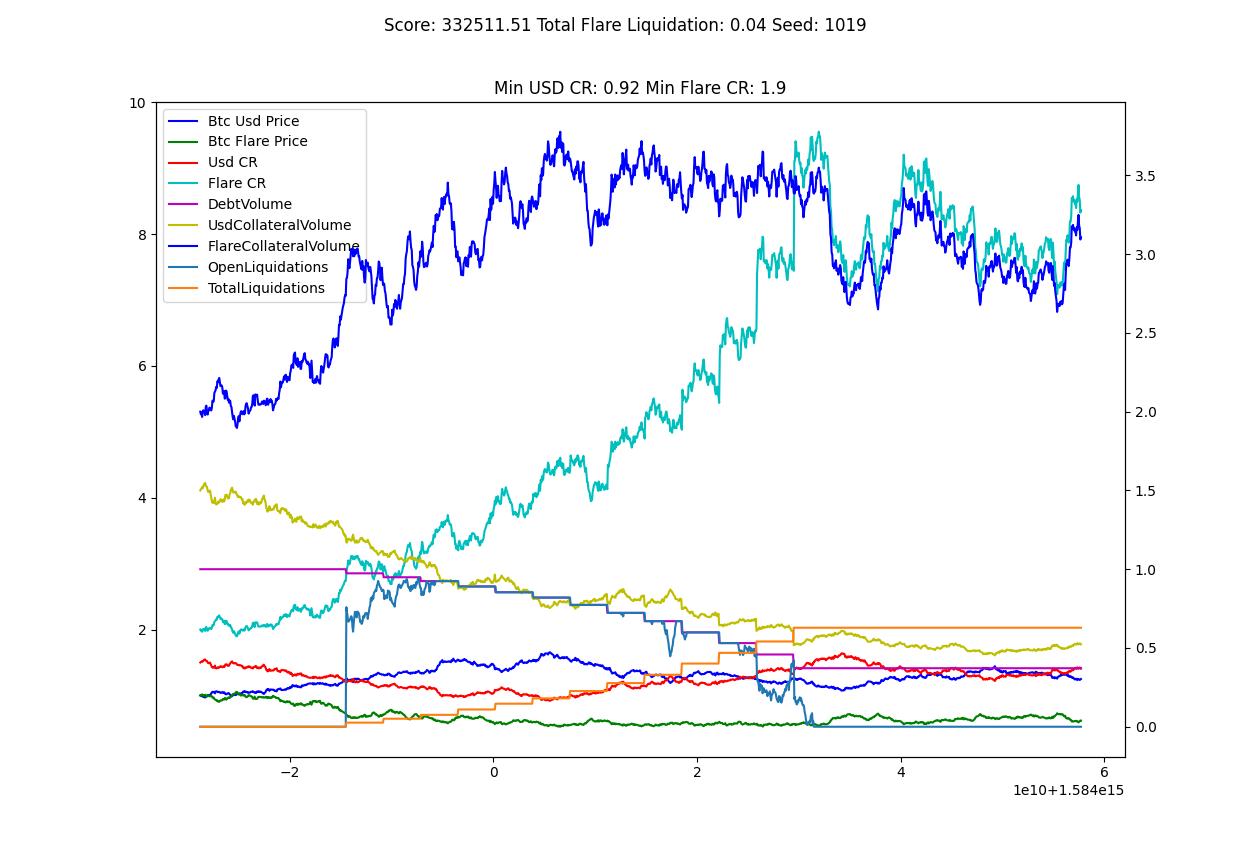 Score: 332511.51 Total Flare Liquidation: 0.04 Seed: 1019
Min USD CR: 0.92 Min Flare CR: 1.9
Btc Usd Price
Btc Flare Price
Usd CR
Flare CR
DebtVolume
UsdCollateralVolume
FlareCollateralVolume
OpenLiquidations
TotalLiquidations
10
8
6
4
2
3.5
3.0
2.5
2.0
1.5
1.0
0.5
0.0
−2 0 2 4 6
1e10+1.584e15